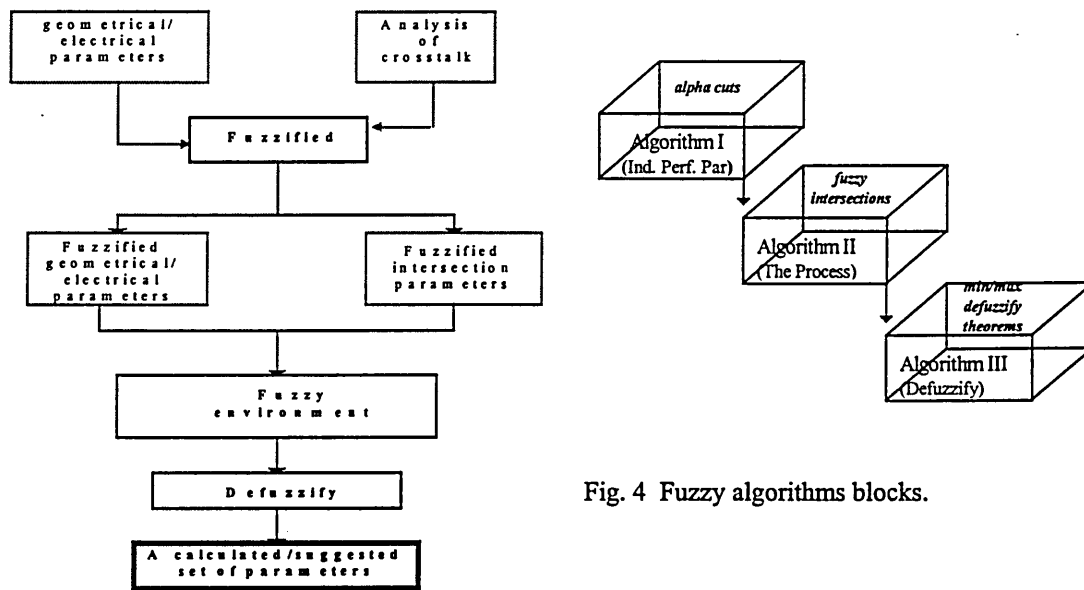 geometrical/
electrical
parameters
Analysis
of
crosstalk
Fuzzified
Fuzzified
geometrical/
electrical
parameters
Fuzzified
intersection
parameters
Fuzzy
environment
Defuzzify
A calculated/suggested
set of parameters
alpha cuts
Algorithm I
(Ind. Perf. Par)
fuzzy
intersections
Algorithm II
(The Process)
min/max
defuzzify
theorems
Algorithm III
(Defuzzify)
Fig. 4 Fuzzy algorithms blocks.